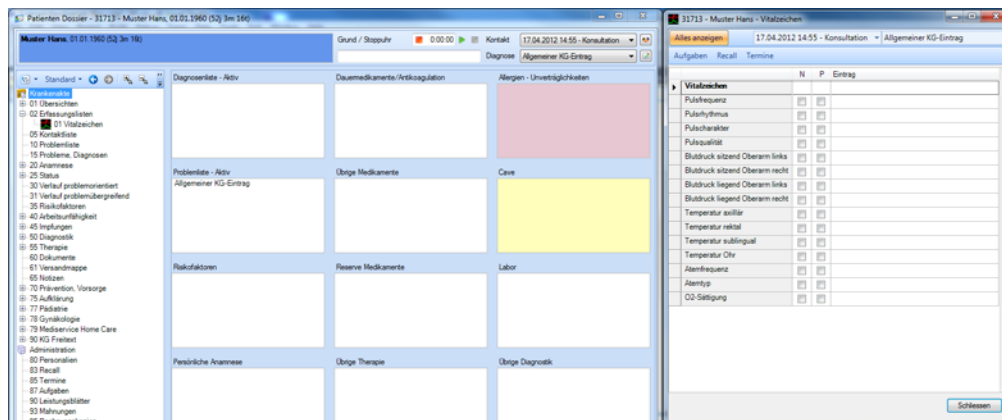 Patienten Dossier - 31713 - Muster Hans, 01.01.1960 (52j 3m 16t)
Muster Hans, 01.01.1960 (52j 3m 16t)
Grund / Stoppuhr
0:00:00
Kontakt
17.04.2012 14:55 - Konsultation
Diagnose
Allgemeiner KG-Eintrag
Standard
Krankenakte
01 Übersichten
02 Erfassungslisten
01 Vitalzeichen
05 Kontaktliste
10 Problemliste
15 Probleme, Diagnosen
20 Anamnese
25 Status
30 Verlauf problemorientiert
31 Verlauf problemübergreifend
35 Risikofaktoren
40 Arbeitsunfähigkeit
45 Impfungen
50 Diagnostik
55 Therapie
60 Dokumente
61 Versandmappe
65 Notizen
70 Prävention, Vorsorge
75 Aufklärung
77 Pädiatrie
78 Gynäkologie
79 Mediservice Home Care
90 KG Freitext
Administration
80 Personalien
83 Recall
85 Termine
87 Aufgaben
90 Leistungsblätter
93 Mahnungen
Diagnosenliste - Aktiv
Dauermedikamente/Antikoagulation
Allergien - Unverträglichkeiten
Problemliste - Aktiv
Allgemeiner KG-Eintrag
Übrige Medikamente
Cave
Risikofaktoren
Reserve Medikamente
Labor
Persönliche Anamnese
Übrige Therapie
Übrige Diagnostik
31713 - Muster Hans - Vitalzeichen
Alles anzeigen
17.04.2012 14:55 - Konsultation
Allgemeiner KG-Eintrag
Aufgaben Recall Termine
N P Eintrag
Vitalzeichen
Pulsfrequenz
Pulsrhythmus
Pulscharakter
Pulsqualität
Blutdruck sitzend Oberarm links
Blutdruck sitzend Oberarm recht
Blutdruck liegend Oberarm links
Blutdruck liegend Oberarm recht
Temperatur axillär
Temperatur rektal
Temperatur sublingual
Temperatur Ohr
Atemfrequenz
Atemtyp
O2-Sättigung
Schliessen